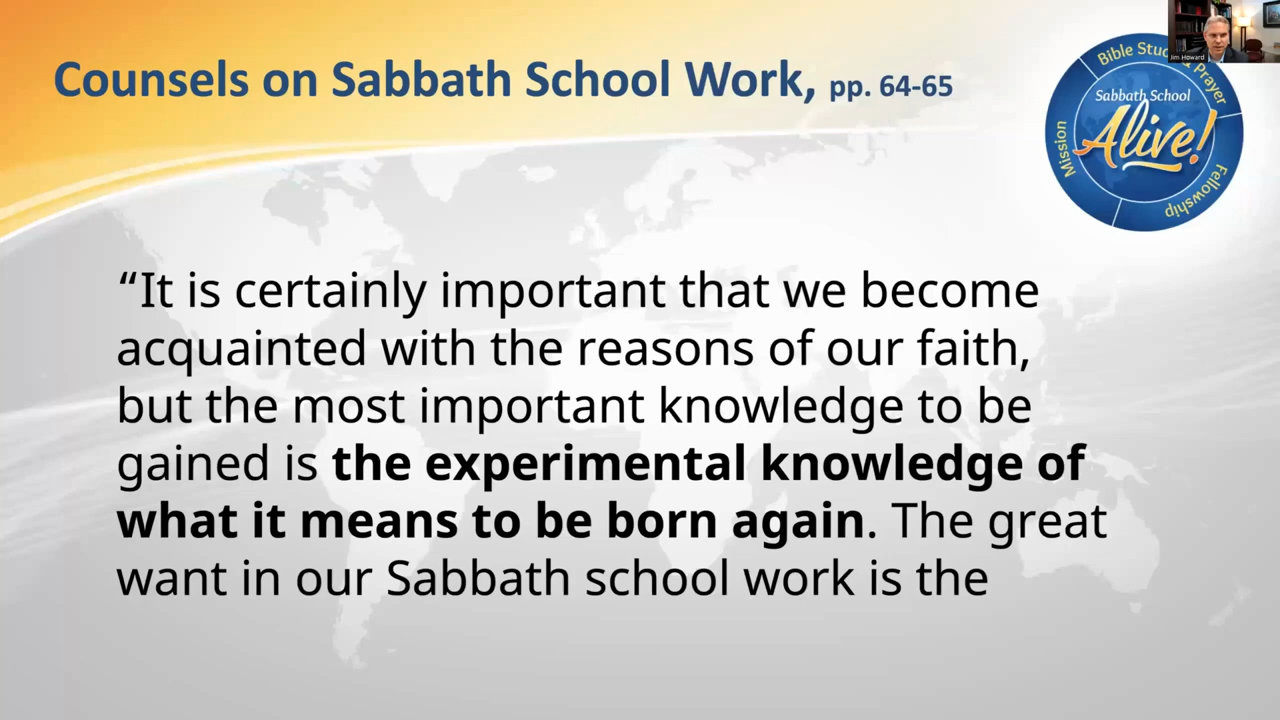 Counsels on Sabbath School Work, pp. 64-65
Bible Stu
Prayer
Sabbath School
Alive!
Mission
Fellowship
Jim Howard
“It is certainly important that we become
acquainted with the reasons of our faith,
but the most important knowledge to be
gained is the experimental knowledge of
what it means to be born again. The great
want in our Sabbath school work is the